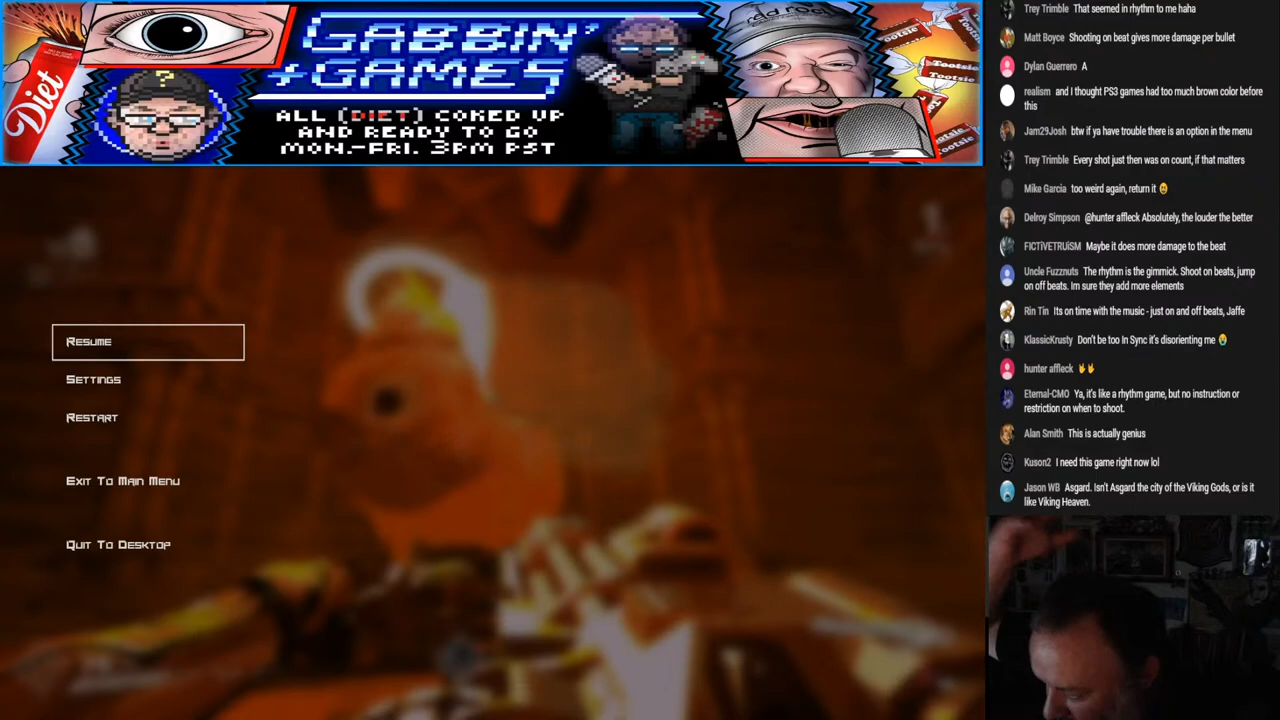 Diet
GABBIN'
+GAMES
ALL (DIET) COKED UP
AND READY TO GO
MON.-FRI. 3PM PST
?
Tootsie
Tootsie
Tootsie
RESUME
SETTINGS
RESTART
EXIT TO MAIN MENU
QUIT TO DESKTOP
Trey Trimble That seemed in rhythm to me haha
Matt Boyce Shooting on beat gives more damage per bullet
Dylan Guerrero A
realism and I thought PS3 games had too much brown color before
this
Jam29Josh btw if ya have trouble there is an option in the menu
Trey Trimble Every shot just then was on count, if that matters
Mike Garcia too weird again, return it 😆
Delroy Simpson @hunter affleck Absolutely, the louder the better
FICTiVETRUiSM Maybe it does more damage to the beat
Uncle Fuzznuts The rhythm is the gimmick. Shoot on beats, jump
on off beats. Im sure they add more elements
Rin Tin Its on time with the music - just on and off beats, Jaffe
KlassicKrusty Don't be too In Sync it's disorienting me 😭
hunter affleck 🤘🤘
Eternal-CMO Ya, it's like a rhythm game, but no instruction or
restriction on when to shoot.
Alan Smith This is actually genius
Kuson2 I need this game right now lol
Jason WB Asgard. Isn't Asgard the city of the Viking Gods, or is it
like Viking Heaven.